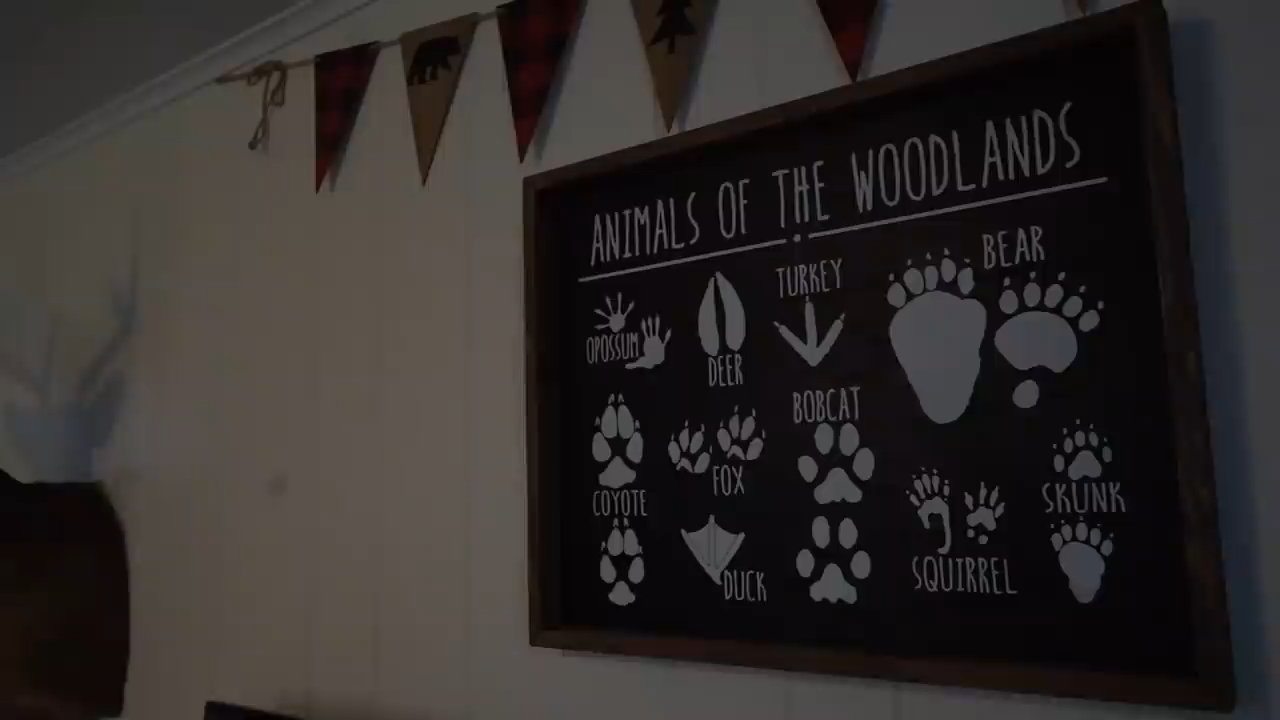 ANIMALS OF THE WOODLANDS
OPOSSUM
DEER
TURKEY
BEAR
COYOTE
FOX
BOBCAT
DUCK
SQUIRREL
SKUNK